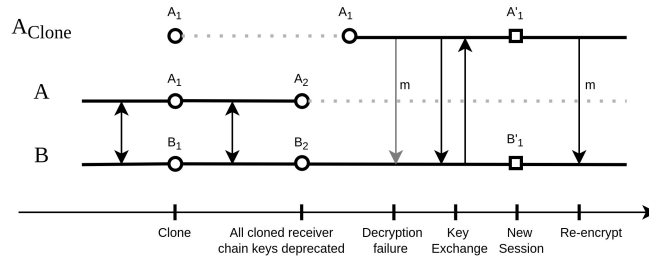 A₁ A₁ A'₁
A_Clone
m m
A₁ A₂
A
B₁ B₂ B'₁
B
Clone
All cloned receiver
chain keys deprecated
Decryption
failure
Key
Exchange
New
Session
Re-encrypt